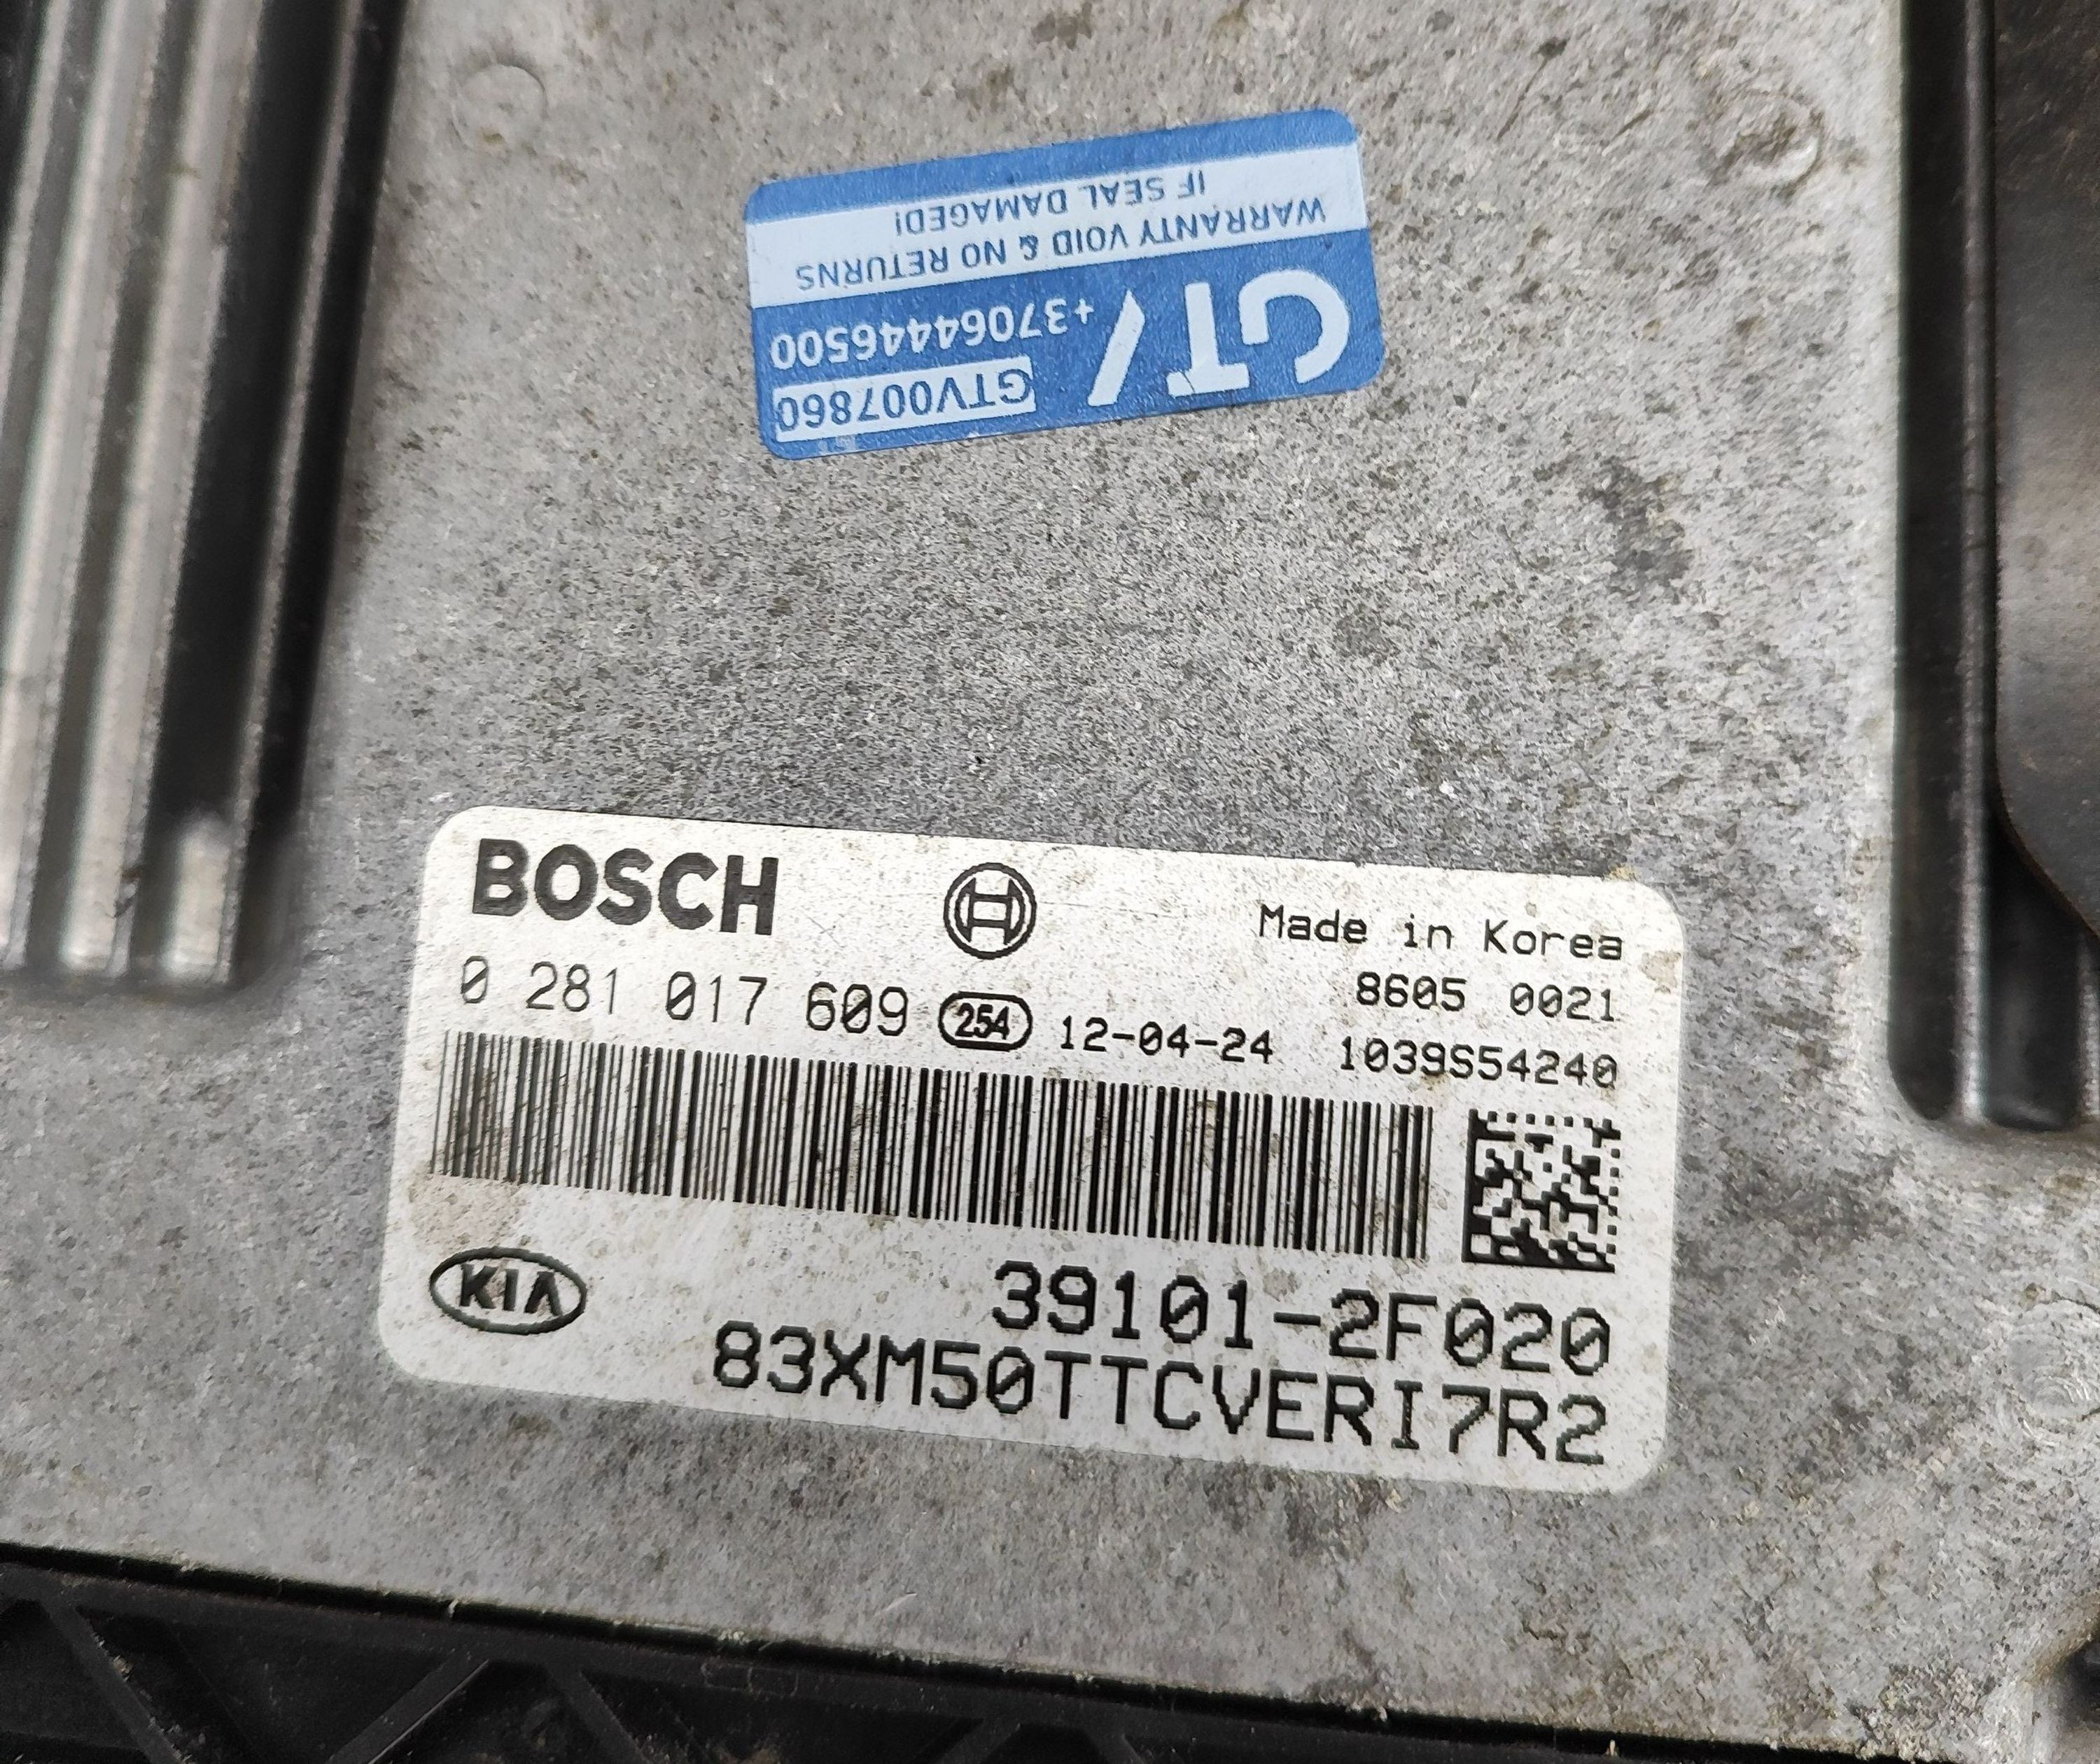 GTV
WARRANTY VOID & NO RETURNS
IF SEAL DAMAGED!
+37064446500
GTV007860
BOSCH
Made in Korea
8605 0021
0 281 017 609 254 12-04-24 1039S54240
KIA
39101-2F020
83XM50TTCVERI7R2